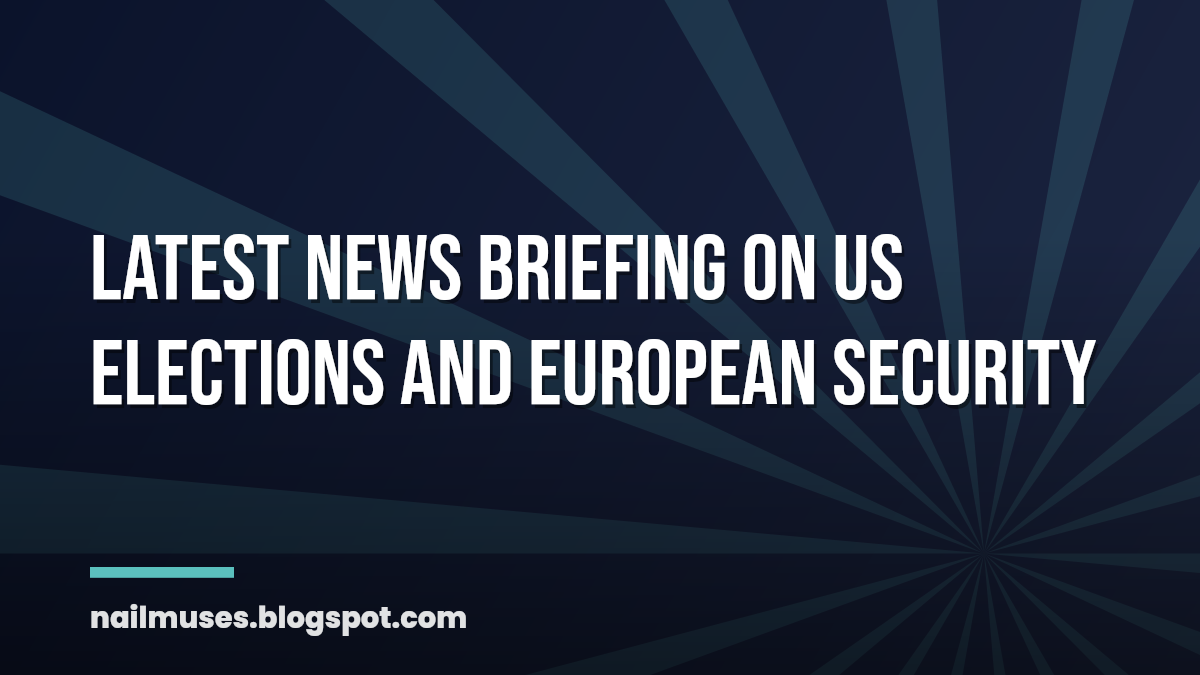 LATEST NEWS BRIEFING ON US
ELECTIONS AND EUROPEAN SECURITY
nailmuses.blogspot.com